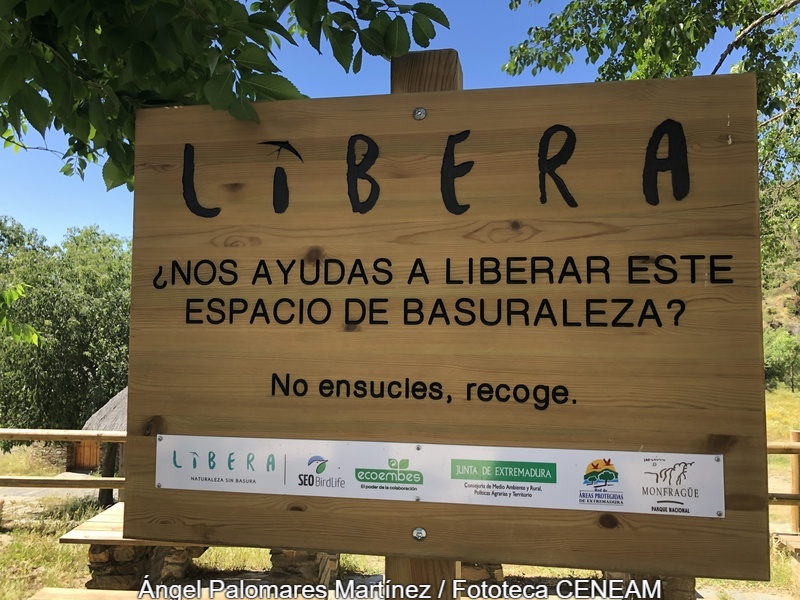 LIBERA
¿NOS AYUDAS A LIBERAR ESTE
ESPACIO DE BASURALEZA?
No ensucies, recoge.
LIBERA
NATURALEZA SIN BASURA
SEO BirdLife
ecoembes
El poder de la colaboración
JUNTA DE EXTREMADURA
Consejería de Medio Ambiente y Rural,
Políticas Agrarias y Territorio
Red de
ÁREAS PROTEGIDAS
DE EXTREMADURA
MONFRAGÜE
PARQUE NACIONAL
Ángel Palomares Martínez / Fototeca CENEAM